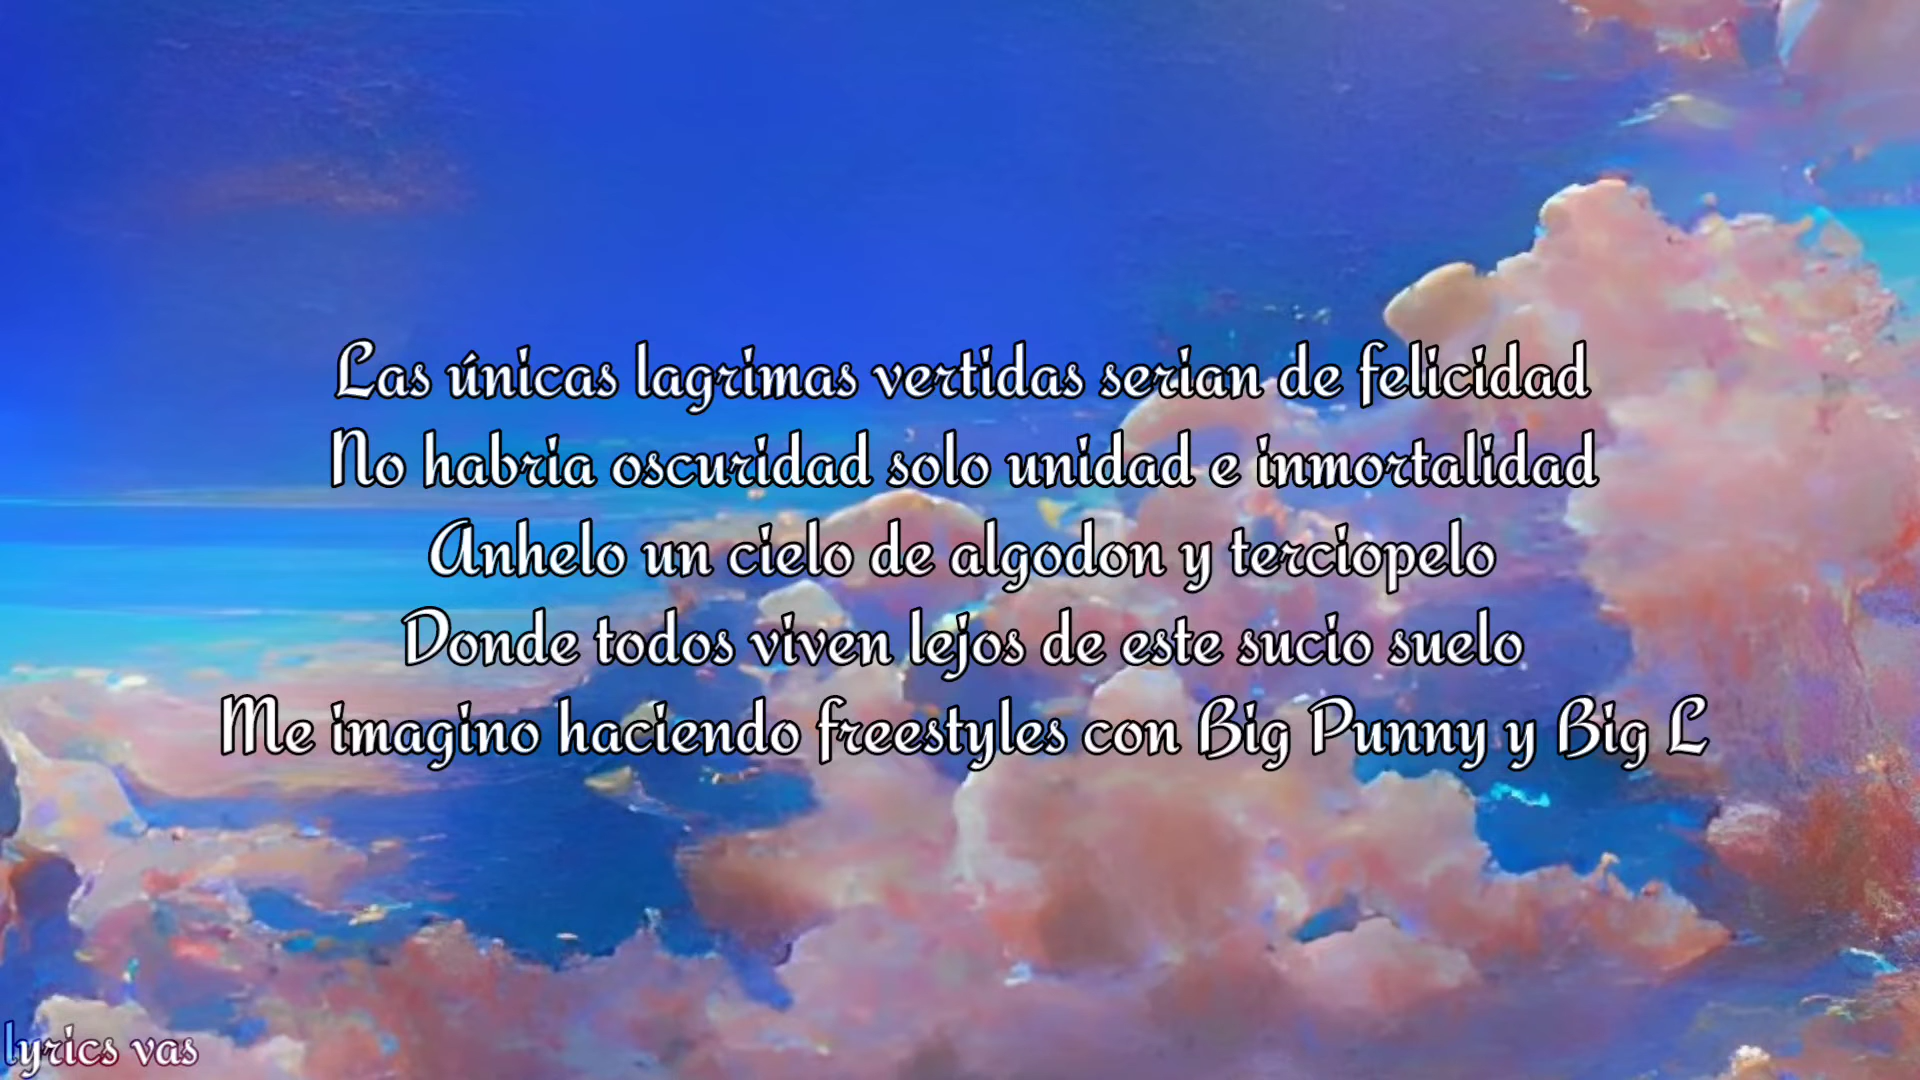 Las únicas lagrimas vertidas serian de felicidad
No habria oscuridad solo unidad e inmortalidad
Anhelo un cielo de algodon y terciopelo
Donde todos viven lejos de este sucio suelo
Me imagino haciendo freestyles con Big Punny y Big L
lyrics vas